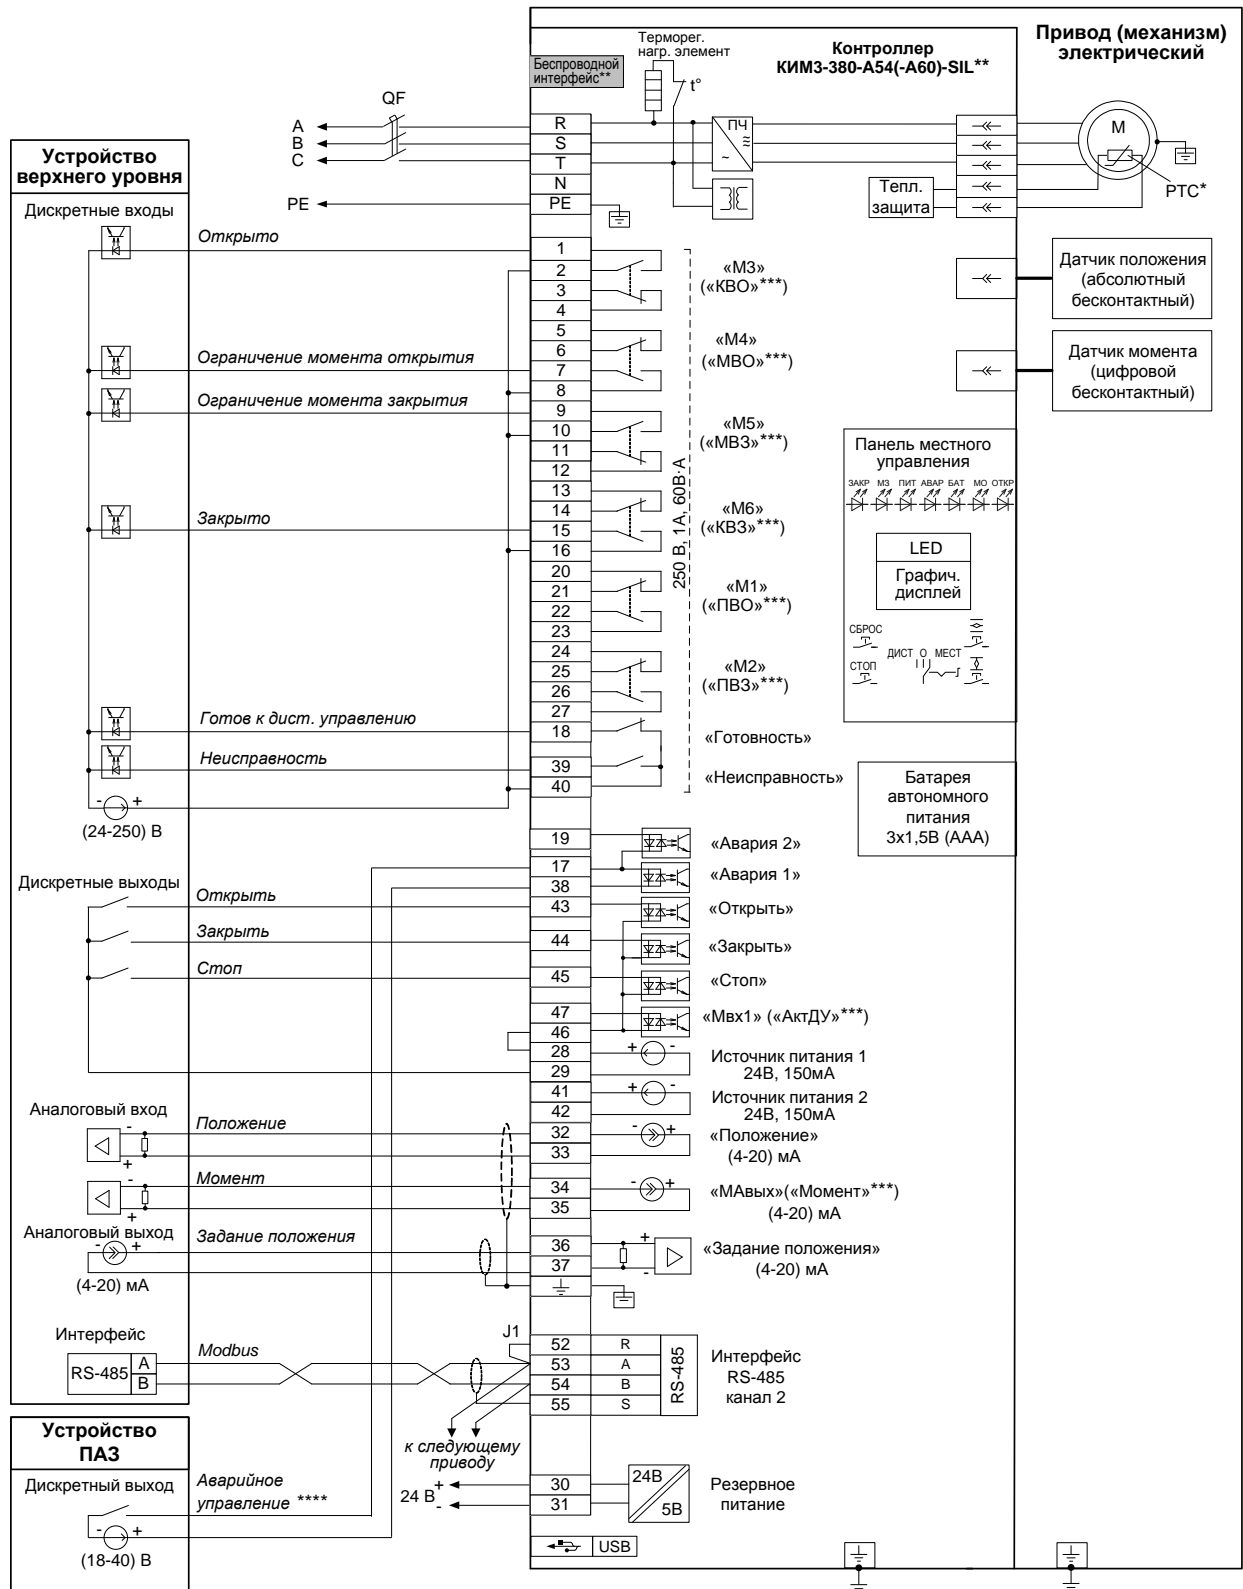 Привод (механизм)
электрический
Контроллер
КИМ3-380-А54(-А60)-SIL**
Терморег.
нагр. элемент
t°
Беспроводной
интерфейс**
QF
A
B
C
PE
R
S
T
N
PE
ПЧ
≈
~
Тепл.
защита
М
РТС*
Устройство
верхнего уровня
Дискретные входы
Открыто
Ограничение момента открытия
Ограничение момента закрытия
Закрыто
Готов к дист. управлению
Неисправность
- +
(24-250) В
1
2
3
4
5
6
7
8
9
10
11
12
13
14
15
16
20
21
22
23
24
25
26
27
18
39
40
250 В, 1А, 60В·А
«М3»
(«КВО»***)
«М4»
(«МВО»***)
«М5»
(«МВЗ»***)
«М6»
(«КВЗ»***)
«М1»
(«ПВО»***)
«М2»
(«ПВЗ»***)
«Готовность»
«Неисправность»
Датчик положения
(абсолютный
бесконтактный)
Датчик момента
(цифровой
бесконтактный)
Панель местного
управления
ЗАКР МЗ ПИТ АВАР БАТ МО ОТКР
LED
Графич.
дисплей
СБРОС
СТОП
ДИСТ О МЕСТ
Батарея
автономного
питания
3х1,5В (ААА)
Дискретные выходы
Открыть
Закрыть
Стоп
19
17
38
43
44
45
47
46
28
29
41
42
32
33
34
35
36
37
«Авария 2»
«Авария 1»
«Открыть»
«Закрыть»
«Стоп»
«Мвх1» («АктДУ»***)
+ -
Источник питания 1
24В, 150мА
+ -
Источник питания 2
24В, 150мА
- +
«Положение»
(4-20) мА
- +
«МАвых»(«Момент»***)
(4-20) мА
+
-
«Задание положения»
(4-20) мА
Аналоговый вход
-
+
Положение
-
+
Момент
Аналоговый выход
- +
(4-20) мА
Задание положения
Интерфейс
RS-485
A
B
Modbus
J1
52 R
53 A
54 B
55 S
RS-485
Интерфейс
RS-485
канал 2
к следующему
приводу
Устройство
ПАЗ
Дискретный выход
- +
(18-40) В
Аварийное
управление ****
24 В
+
-
30
31
24В
5В
Резервное
питание
USB